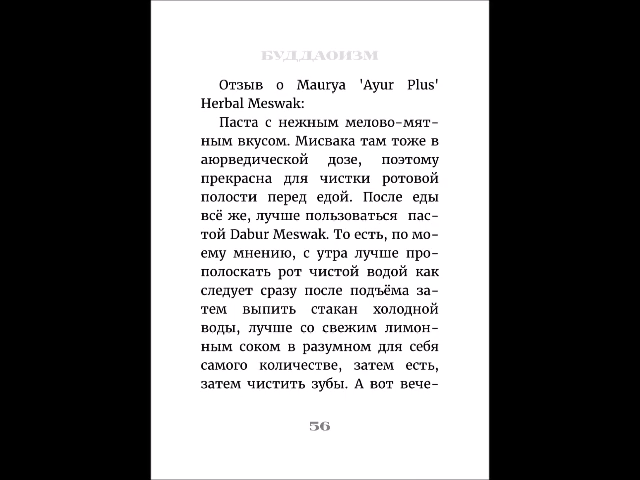 БУДДАОИЗМ
Отзыв о Maurya 'Ayur Plus'
Herbal Meswak:
Паста с нежным мелово-мят-
ным вкусом. Мисвака там тоже в
аюрведической дозе, поэтому
прекрасна для чистки ротовой
полости перед едой. После еды
всё же, лучше пользоваться пас-
той Dabur Meswak. То есть, по мо-
ему мнению, с утра лучше про-
полоскать рот чистой водой как
следует сразу после подъёма за-
тем выпить стакан холодной
воды, лучше со свежим лимон-
ным соком в разумном для себя
самого количестве, затем есть,
затем чистить зубы. А вот вече-
56